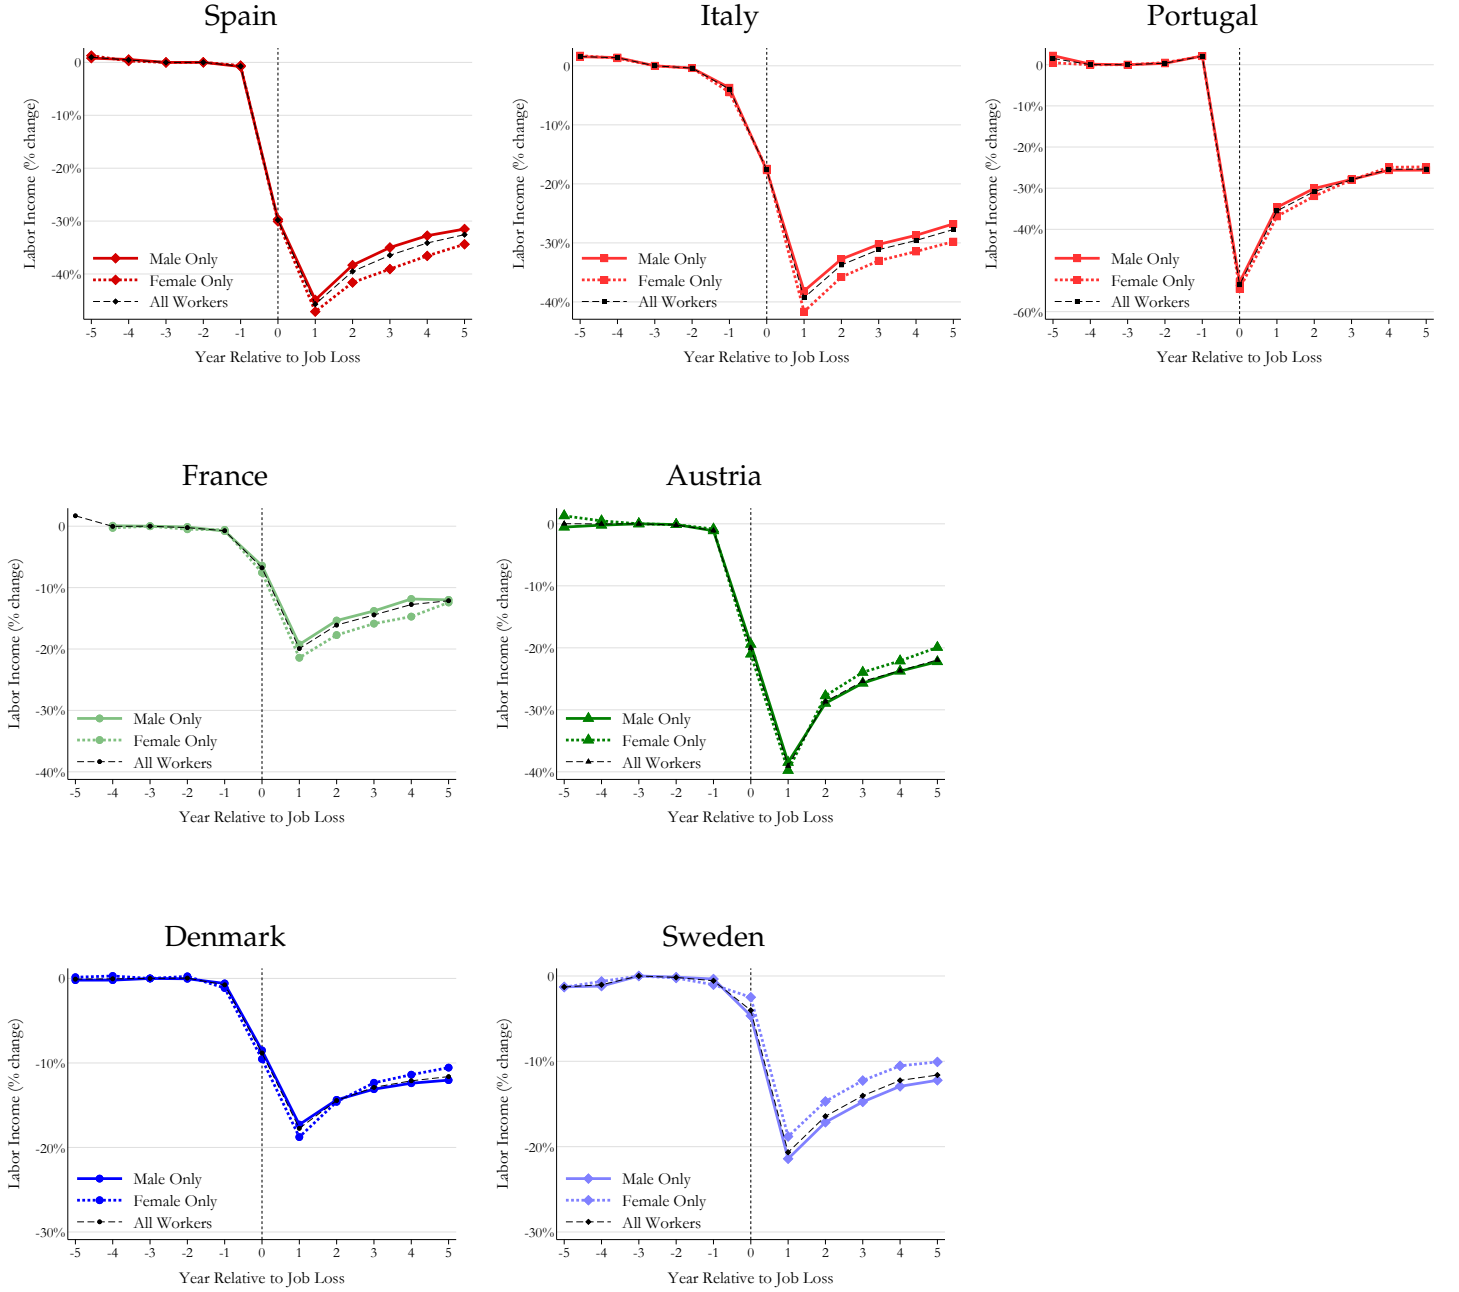 Spain
Labor Income (% change)
0
-10%
-20%
-30%
-40%
Male Only
Female Only
All Workers
-5 -4 -3 -2 -1 0 1 2 3 4 5
Year Relative to Job Loss
Italy
Labor Income (% change)
0
-10%
-20%
-30%
-40%
Male Only
Female Only
All Workers
-5 -4 -3 -2 -1 0 1 2 3 4 5
Year Relative to Job Loss
Portugal
Labor Income (% change)
0
-10%
-20%
-30%
-40%
-60%
Male Only
Female Only
All Workers
-5 -4 -3 -2 -1 0 1 2 3 4 5
Year Relative to Job Loss
France
Labor Income (% change)
0
-10%
-20%
-30%
-40%
Male Only
Female Only
All Workers
-5 -4 -3 -2 -1 0 1 2 3 4 5
Year Relative to Job Loss
Austria
Labor Income (% change)
0
-10%
-20%
-30%
-40%
Male Only
Female Only
All Workers
-5 -4 -3 -2 -1 0 1 2 3 4 5
Year Relative to Job Loss
Denmark
Labor Income (% change)
0
-10%
-20%
-30%
Male Only
Female Only
All Workers
-5 -4 -3 -2 -1 0 1 2 3 4 5
Year Relative to Job Loss
Sweden
Labor Income (% change)
0
-10%
-20%
-30%
Male Only
Female Only
All Workers
-5 -4 -3 -2 -1 0 1 2 3 4 5
Year Relative to Job Loss